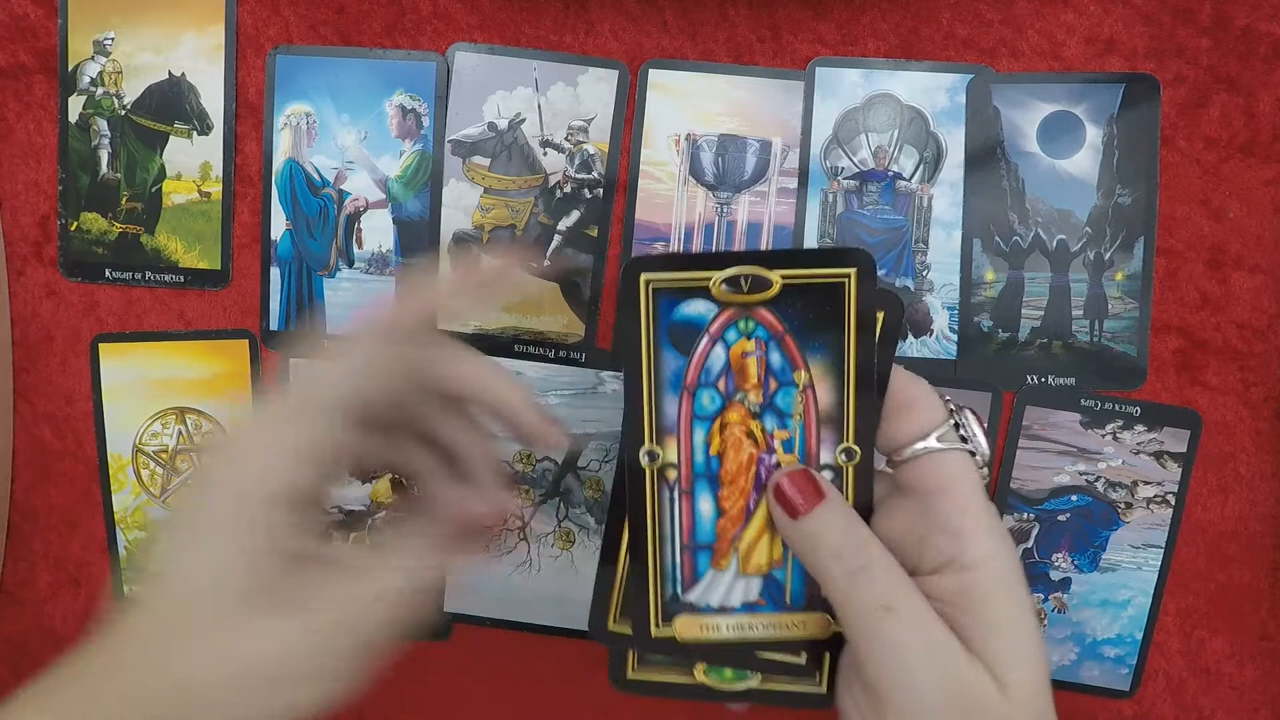 KNIGHT OF PENTACLES
FIVE OF PENTACLES
V
XX • KARMA
QUEEN OF CUPS
THE HIEROPHANT